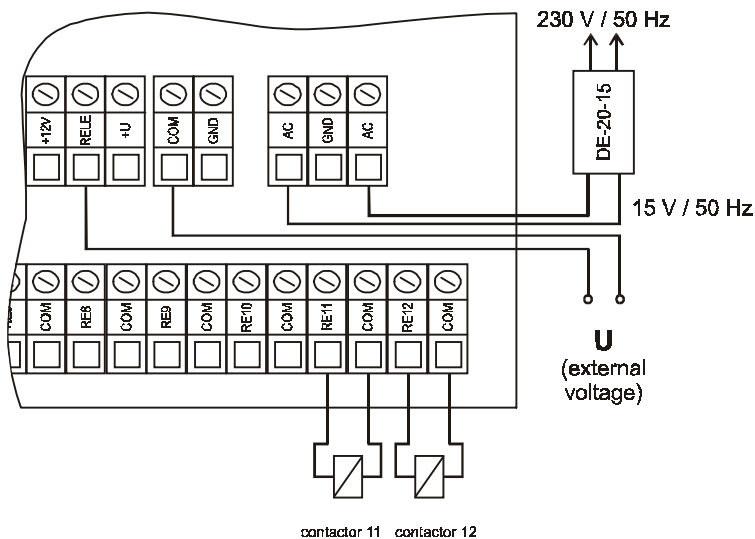 230 V / 50 Hz
+12V
RELE
+U
COM
GND
AC
GND
AC
DE-20-15
15 V / 50 Hz
COM
RE8
COM
RE9
COM
RE10
COM
RE11
COM
RE12
COM
U
(external
voltage)
contactor 11
contactor 12